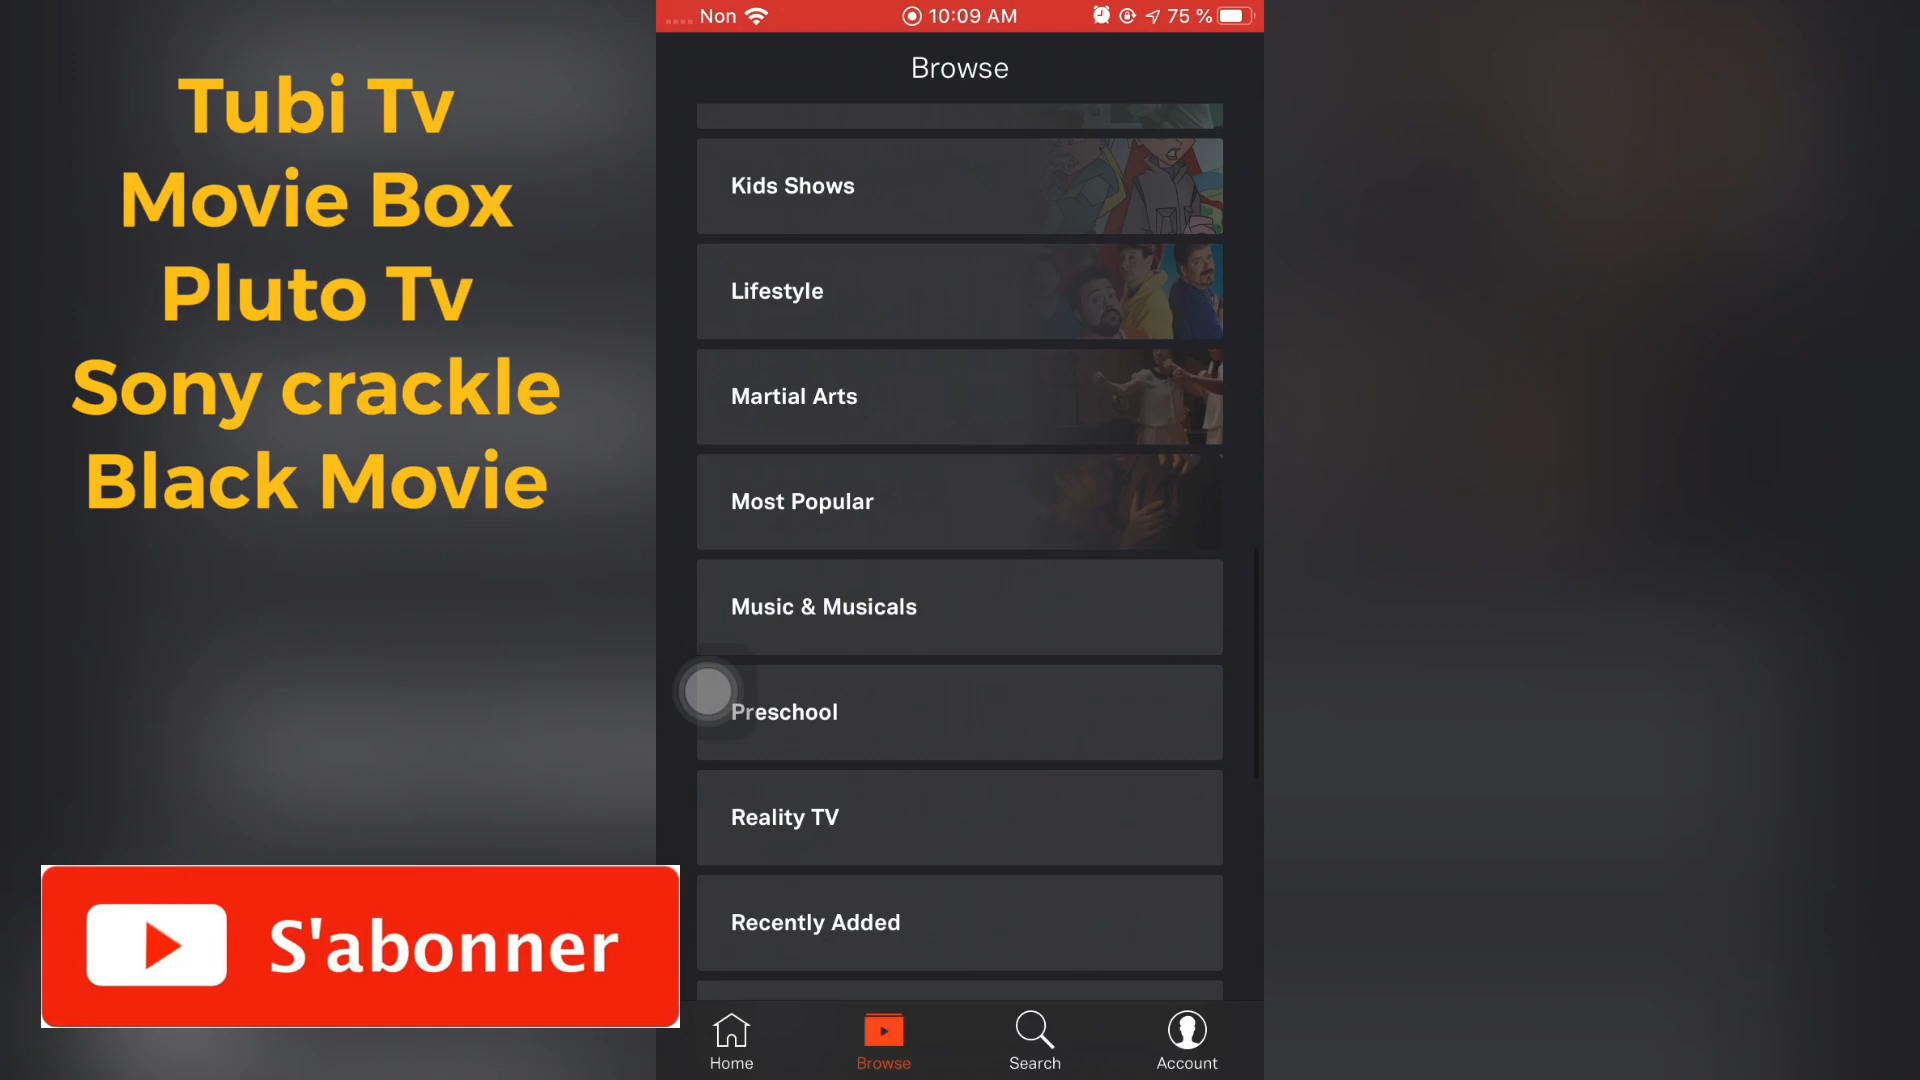 Tubi Tv
Movie Box
Pluto Tv
Sony crackle
Black Movie
S'abonner
Non 10:09 AM 75 %
Browse
Kids Shows
Lifestyle
Martial Arts
Most Popular
Music & Musicals
Preschool
Reality TV
Recently Added
Home Browse Search Account